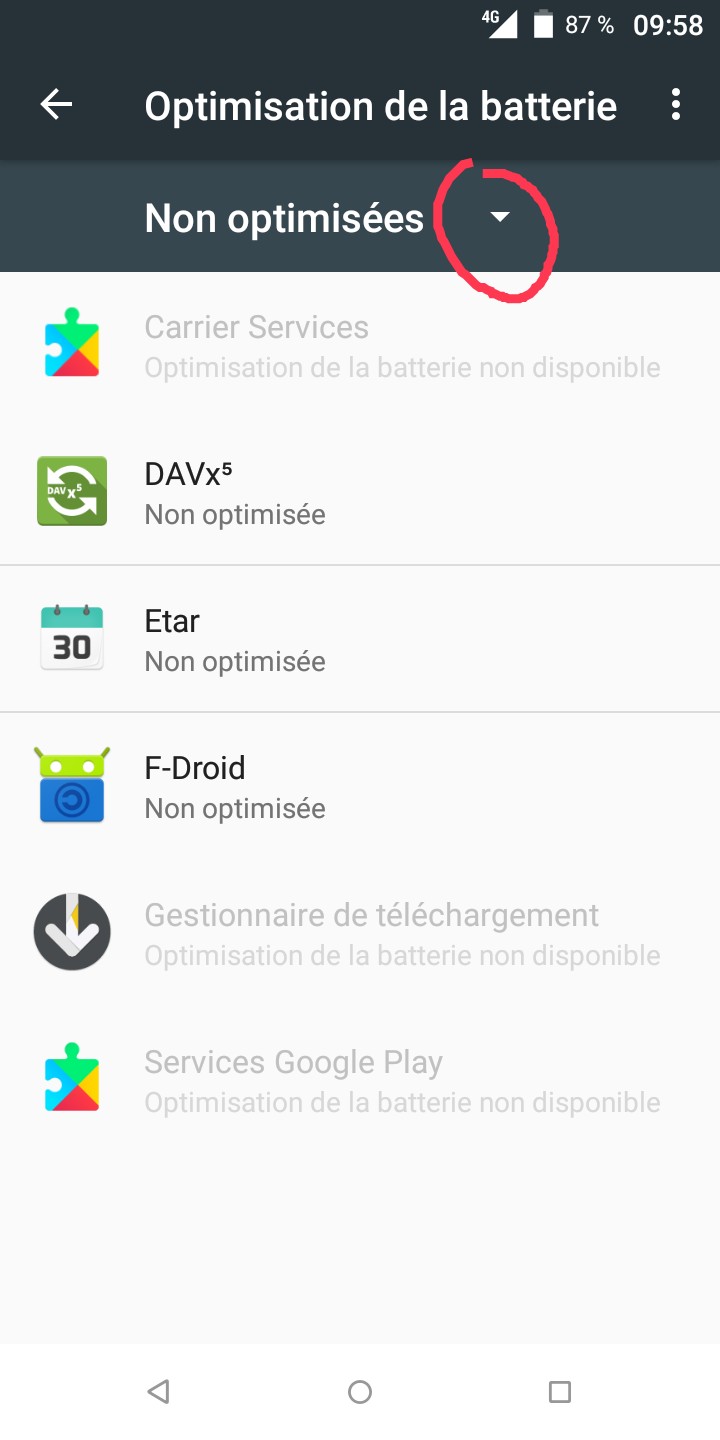 4G 87 % 09:58
Optimisation de la batterie
Non optimisées
Carrier Services
Optimisation de la batterie non disponible
DAVx⁵
DAVx⁵
Non optimisée
Etar
30
Non optimisée
F-Droid
Non optimisée
Gestionnaire de téléchargement
Optimisation de la batterie non disponible
Services Google Play
Optimisation de la batterie non disponible